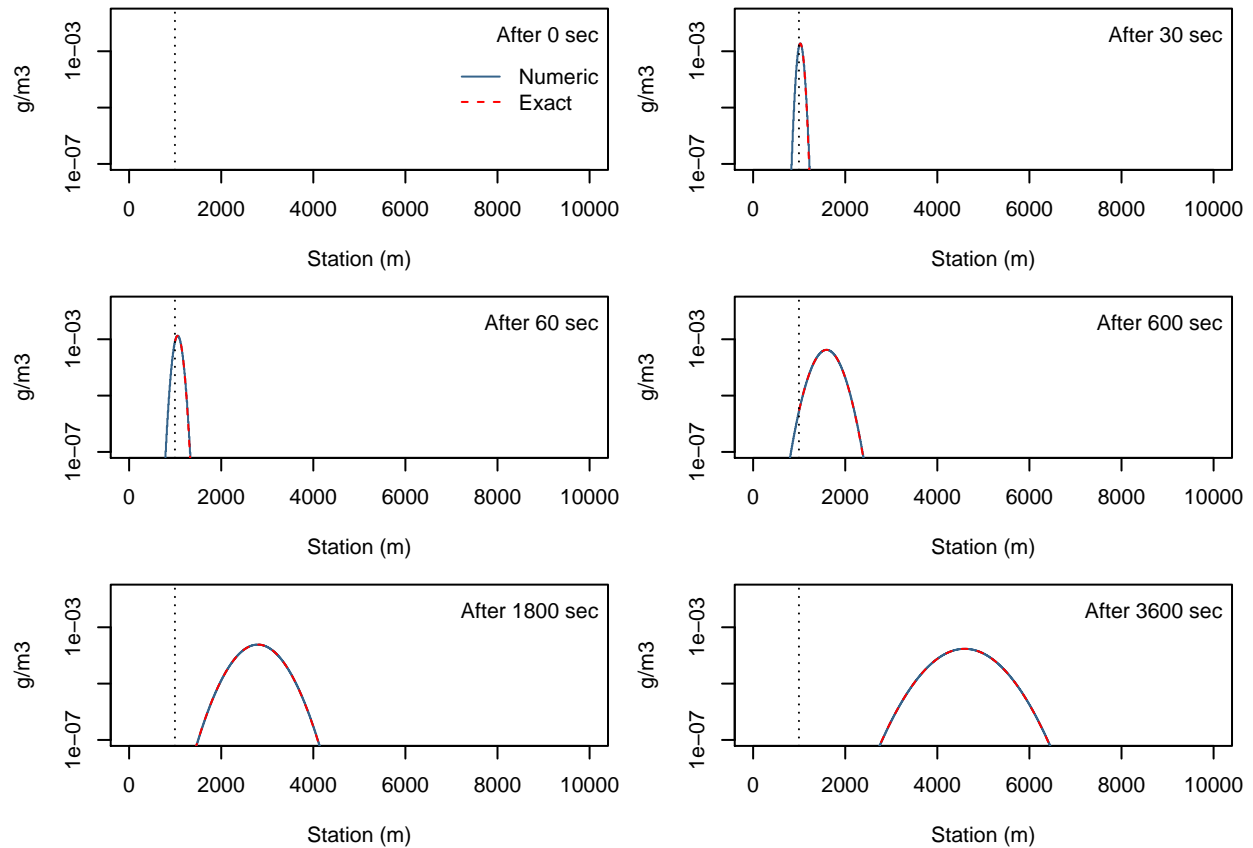 After 0 sec
Numeric
Exact
g/m3
1e−03
1e−07
0 2000 4000 6000 8000 10000
Station (m)
After 30 sec
g/m3
1e−03
1e−07
0 2000 4000 6000 8000 10000
Station (m)
After 60 sec
g/m3
1e−03
1e−07
0 2000 4000 6000 8000 10000
Station (m)
After 600 sec
g/m3
1e−03
1e−07
0 2000 4000 6000 8000 10000
Station (m)
After 1800 sec
g/m3
1e−03
1e−07
0 2000 4000 6000 8000 10000
Station (m)
After 3600 sec
g/m3
1e−03
1e−07
0 2000 4000 6000 8000 10000
Station (m)